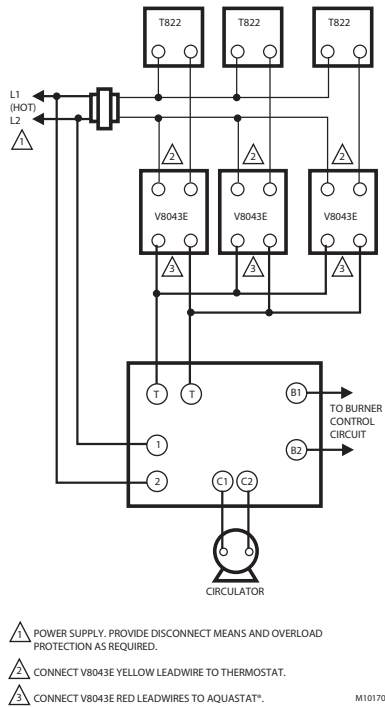 T822 T822 T822
L1
(HOT)
L2
1
2 2 2
V8043E V8043E V8043E
3 3 3
T T B1
TO BURNER
CONTROL
CIRCUIT
1
B2
2 C1 C2
CIRCULATOR
1 POWER SUPPLY. PROVIDE DISCONNECT MEANS AND OVERLOAD
PROTECTION AS REQUIRED.
2 CONNECT V8043E YELLOW LEADWIRE TO THERMOSTAT.
3 CONNECT V8043E RED LEADWIRES TO AQUASTAT*.
M10170